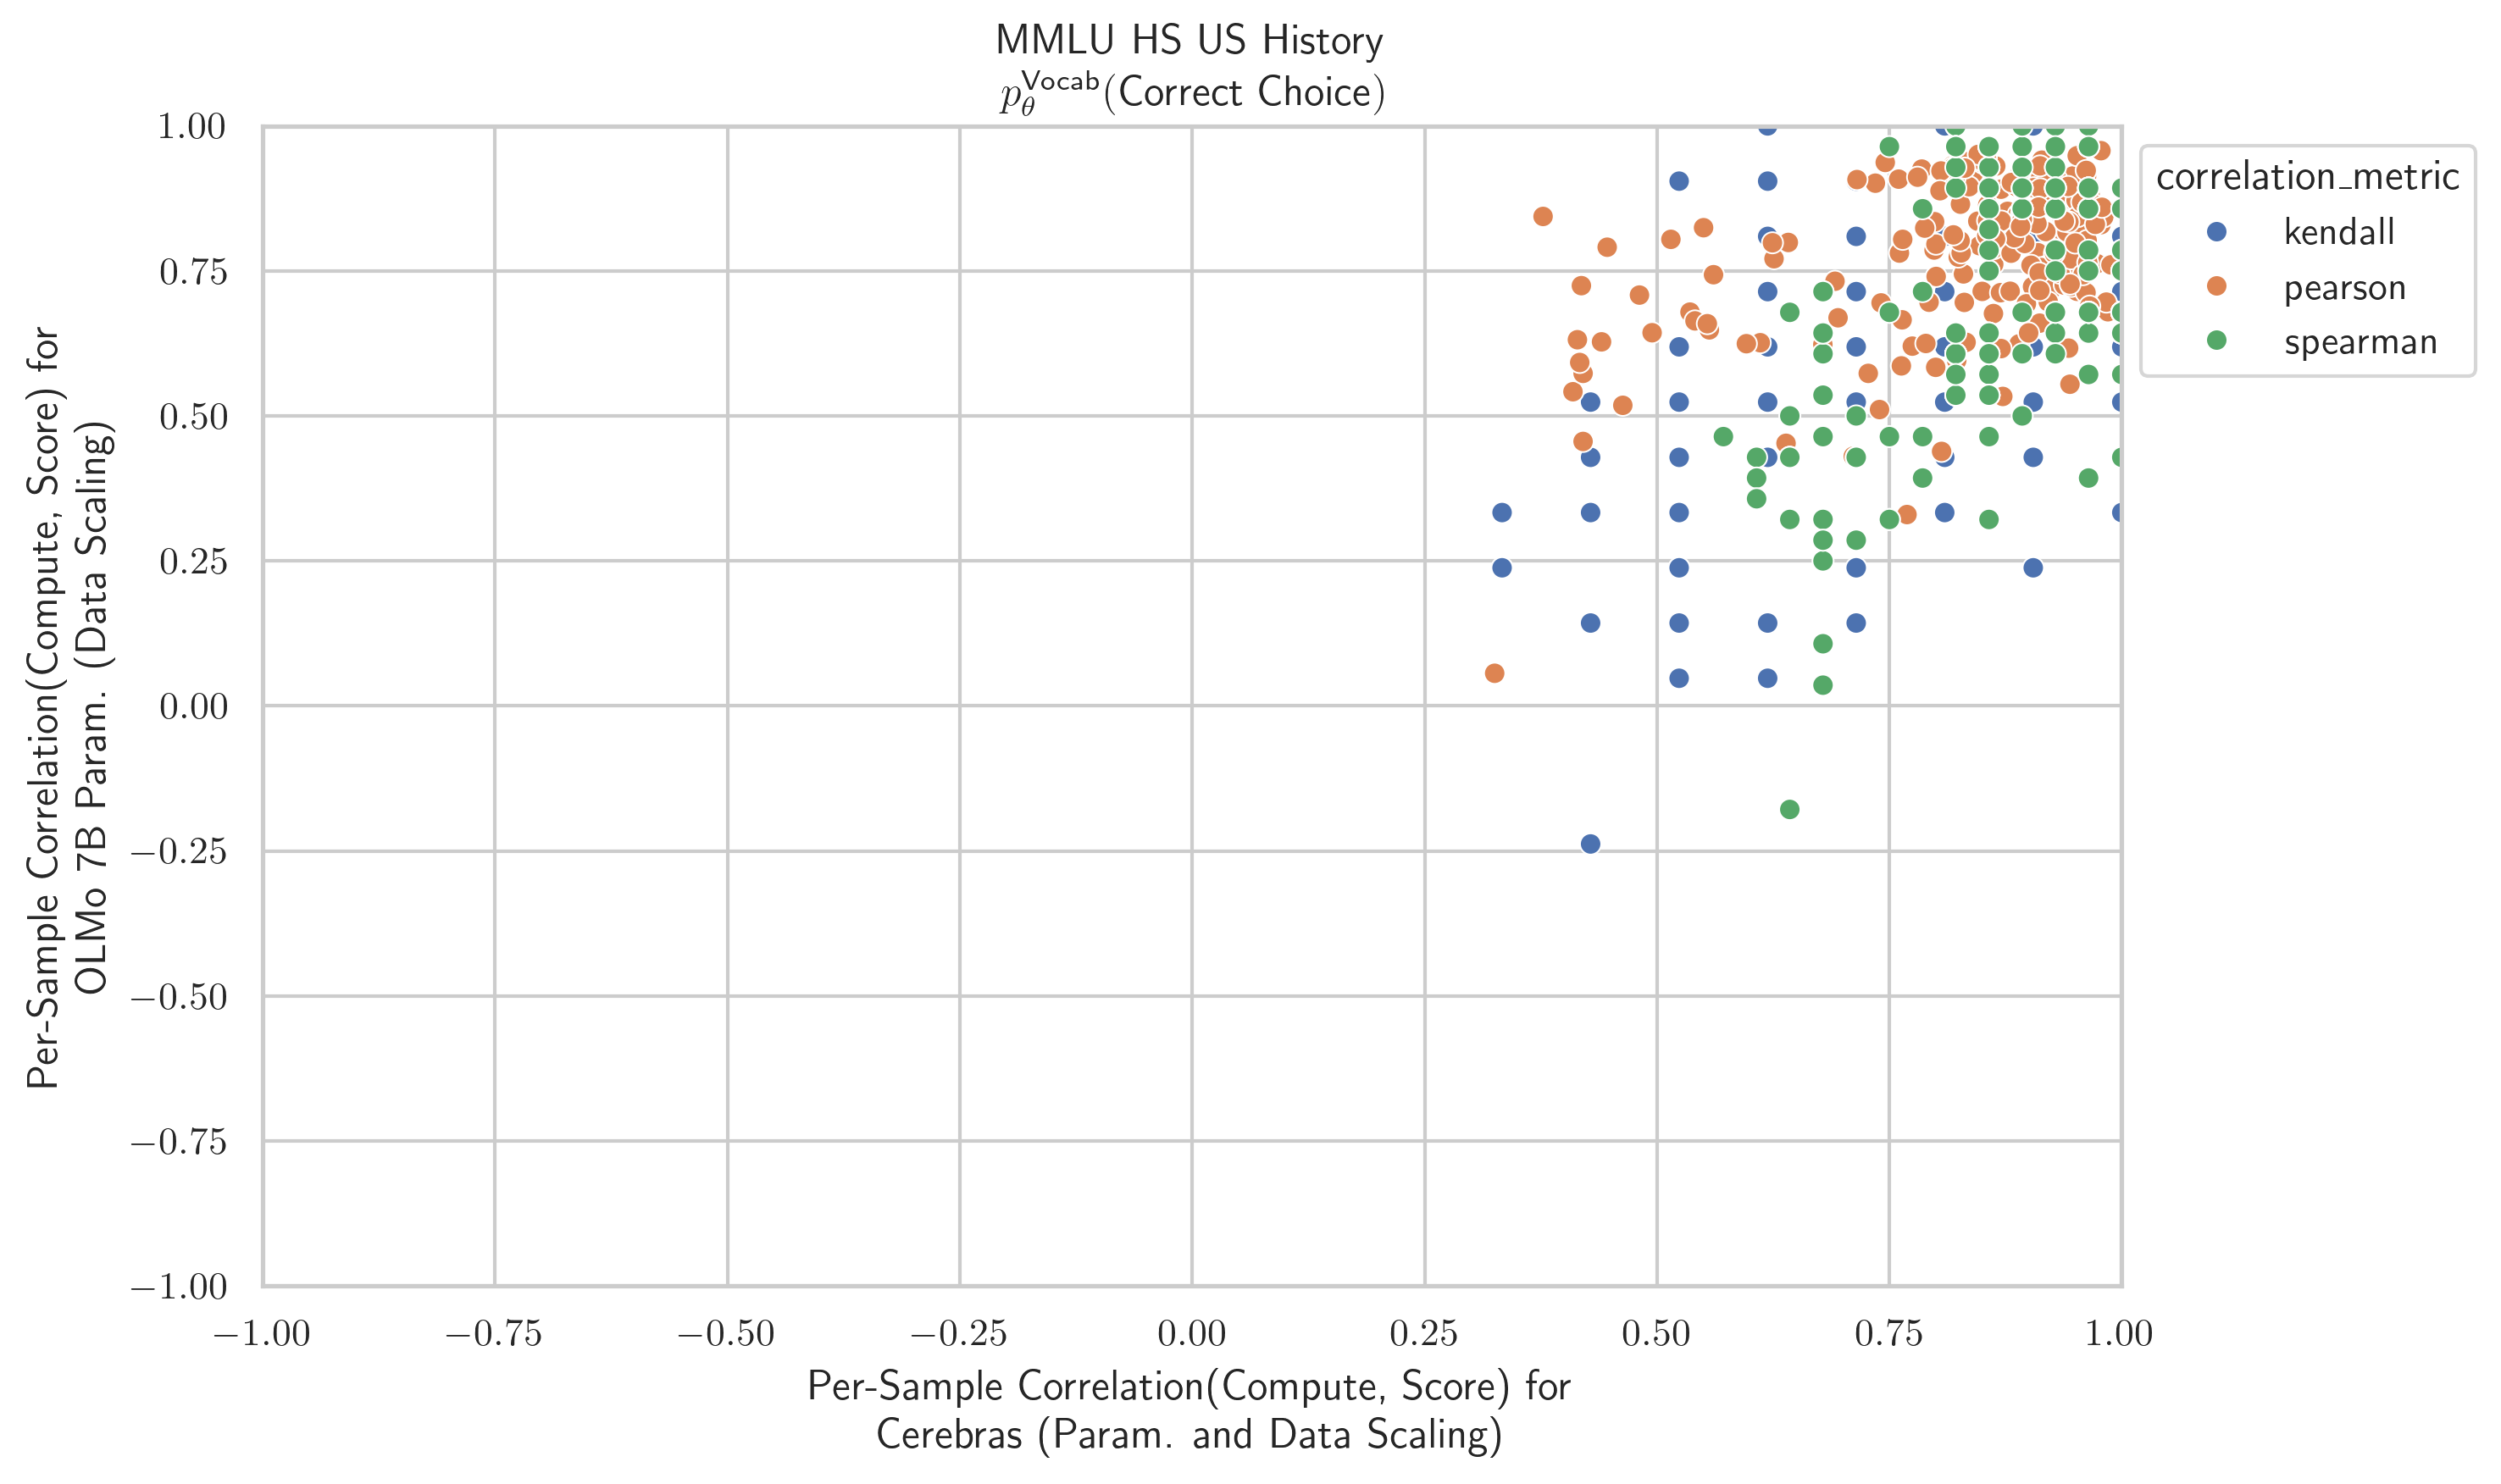 MMLU HS US History
p_θ^Vocab(Correct Choice)
Per-Sample Correlation(Compute, Score) for
OLMo 7B Param. (Data Scaling)
1.00
0.75
0.50
0.25
0.00
−0.25
−0.50
−0.75
−1.00
−1.00
−0.75
−0.50
−0.25
0.00
0.25
0.50
0.75
1.00
Per-Sample Correlation(Compute, Score) for
Cerebras (Param. and Data Scaling)
correlation_metric
kendall
pearson
spearman